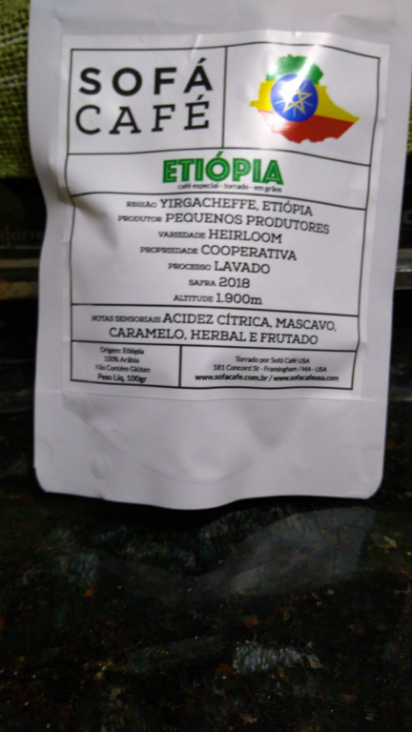 SOFÁ
CAFÉ
ETIÓPIA
café especial - torrado - em grãos
REGIÃO YIRGACHEFFE, ETIÓPIA
PRODUTOR PEQUENOS PRODUTORES
VARIEDADE HEIRLOOM
PROPRIEDADE COOPERATIVA
PROCESSO LAVADO
SAFRA 2018
ALTITUDE 1.900m
NOTAS SENSORIAIS ACIDEZ CÍTRICA, MASCAVO,
CARAMELO, HERBAL E FRUTADO
Origem: Etiópia
100% Arábia
Não Contém Glúten
Peso Líq. 100gr
Torrado por Sofá Café USA
181 Concord St - Framingham / MA - USA
www.sofacafe.com.br / www.sofacafeusa.com